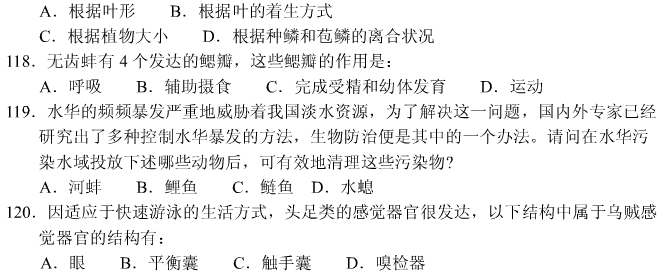 A．根据叶形 B．根据叶的着生方式
C．根据植物大小 D．根据种鳞和苞鳞的离合状况
118．无齿蚌有 4 个发达的鳃瓣，这些鳃瓣的作用是：
A．呼吸 B．辅助摄食 C．完成受精和幼体发育 D．运动
119．水华的频频暴发严重地威胁着我国淡水资源，为了解决这一问题，国内外专家已经
研究出了多种控制水华暴发的方法，生物防治便是其中的一个办法。请问在水华污
染水域投放下述哪些动物后，可有效地清理这些污染物?
A．河蚌 B．鲤鱼 C．鲢鱼 D．水螅
120．因适应于快速游泳的生活方式，头足类的感觉器官很发达，以下结构中属于乌贼感
觉器官的结构有：
A．眼 B．平衡囊 C．触手囊 D．嗅检器